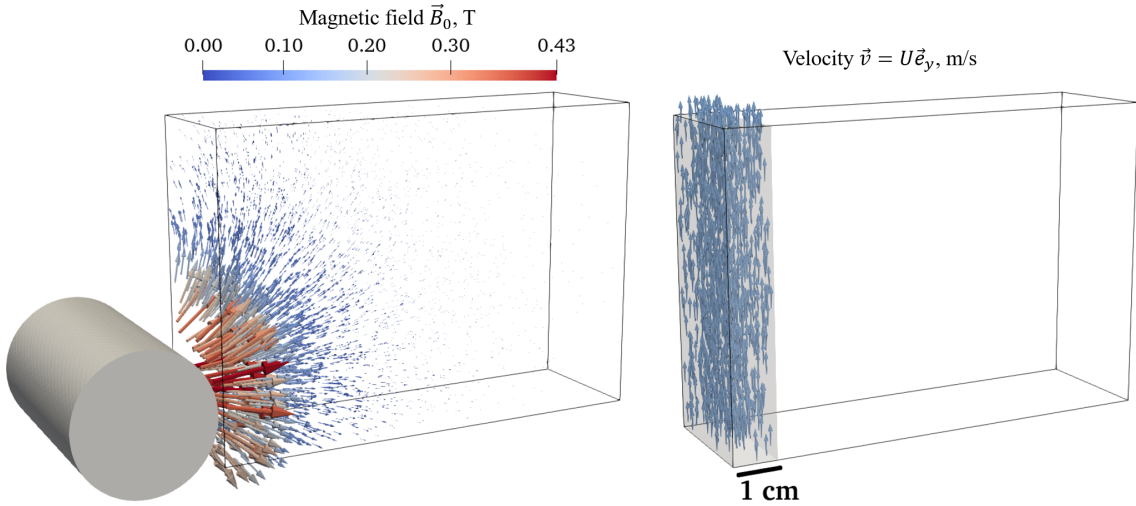 Magnetic field $\vec{B}_0$, T
0.00 0.10 0.20 0.30 0.43
Velocity $\vec{v} = U\vec{e}_y$, m/s
1 cm